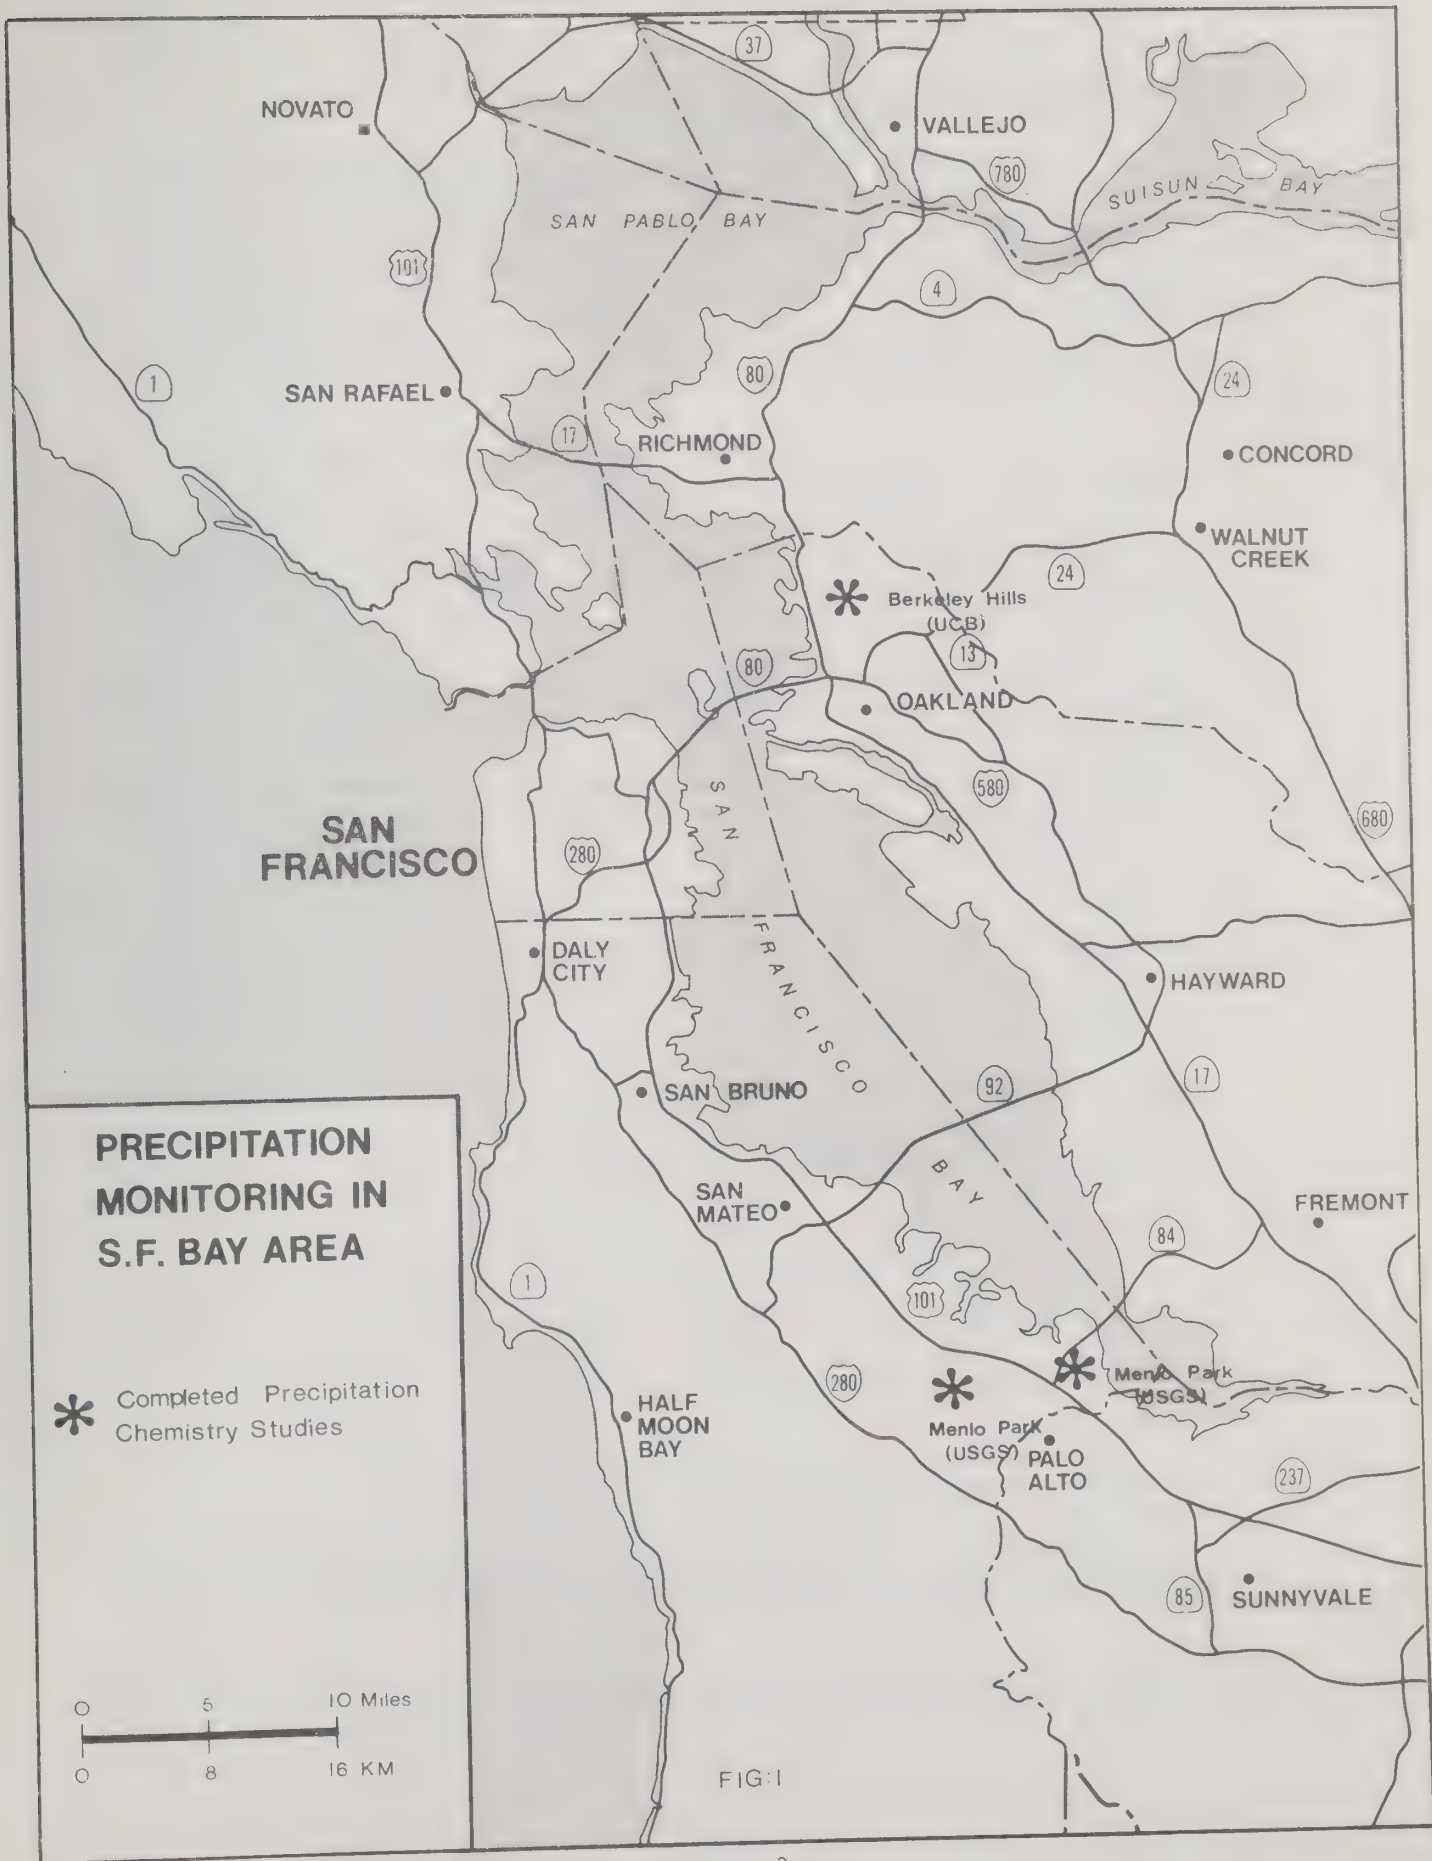 37
NOVATO
VALLEJO
780
SUISUN BAY
SAN PABLO BAY
101
4
1
SAN RAFAEL
80
24
17
RICHMOND
CONCORD
WALNUT
CREEK
24
Berkeley Hills
(UCB)
13
80
OAKLAND
580
SAN
FRANCISCO
280
680
SAN
FRANCISCO
BAY
DALY
CITY
HAYWARD
SAN BRUNO
92
17
PRECIPITATION
MONITORING IN
S.F. BAY AREA
SAN
MATEO
FREMONT
84
1
101
Completed Precipitation
Chemistry Studies
280
Menlo Park
(USGS)
HALF
MOON
BAY
Menlo Park
(USGS)
PALO
ALTO
237
85
SUNNYVALE
0 5 10 Miles
0 8 16 KM
FIG:1